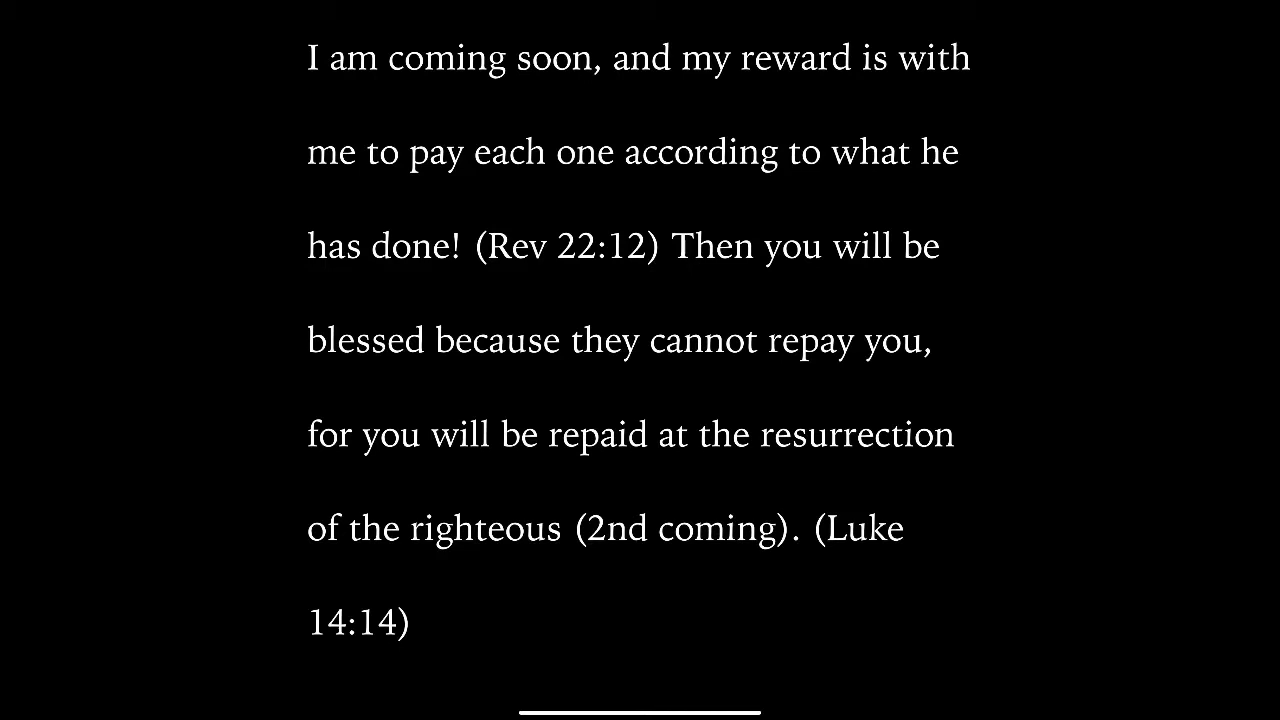 I am coming soon, and my reward is with
me to pay each one according to what he
has done! (Rev 22:12) Then you will be
blessed because they cannot repay you,
for you will be repaid at the resurrection
of the righteous (2nd coming). (Luke
14:14)